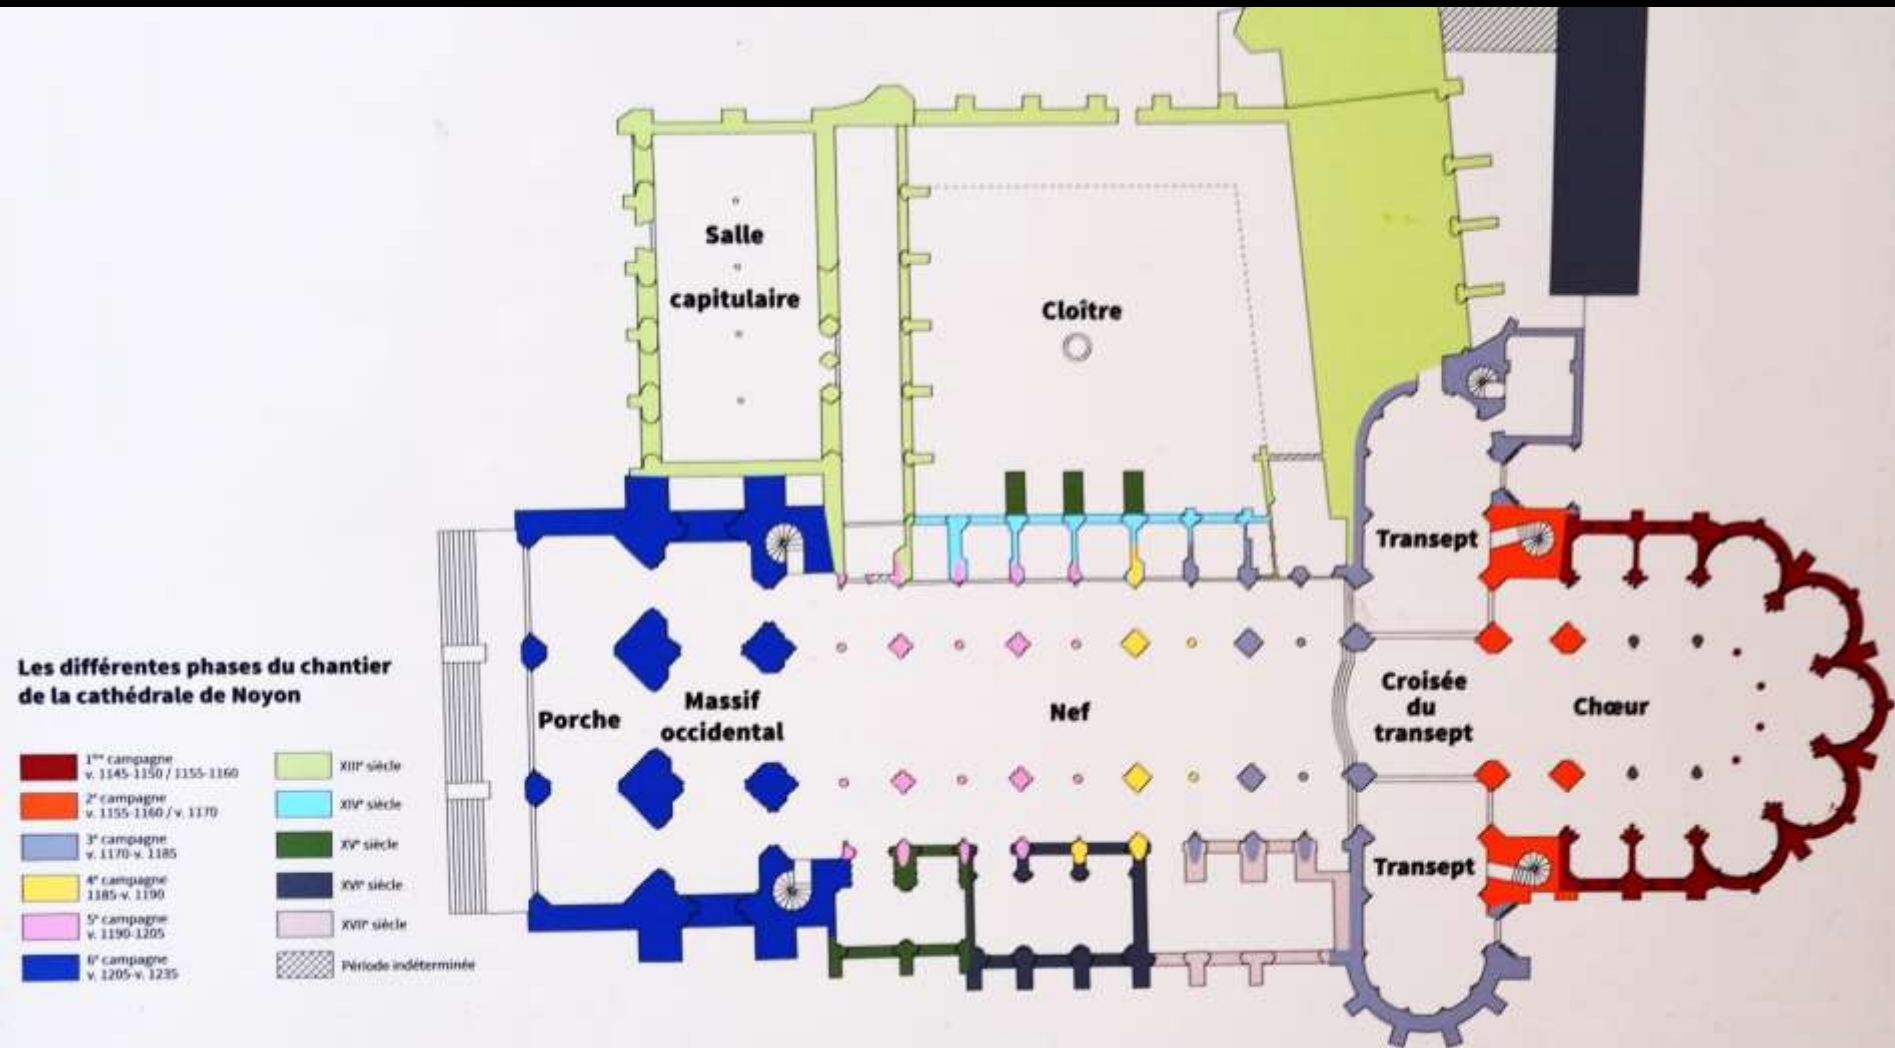 Salle
capitulaire
Cloître
Transept
Porche
Massif
occidental
Nef
Croisée
du
transept
Chœur
Transept
Les différentes phases du chantier
de la cathédrale de Noyon
1ère campagne
v. 1145-1150 / 1155-1160
2e campagne
v. 1155-1160 / v. 1170
3e campagne
v. 1170-v. 1185
4e campagne
1185-v. 1190
5e campagne
v. 1190-1205
6e campagne
v. 1205-v. 1235
XIIIe siècle
XIVe siècle
XVe siècle
XVIe siècle
XVIIe siècle
Période indéterminée